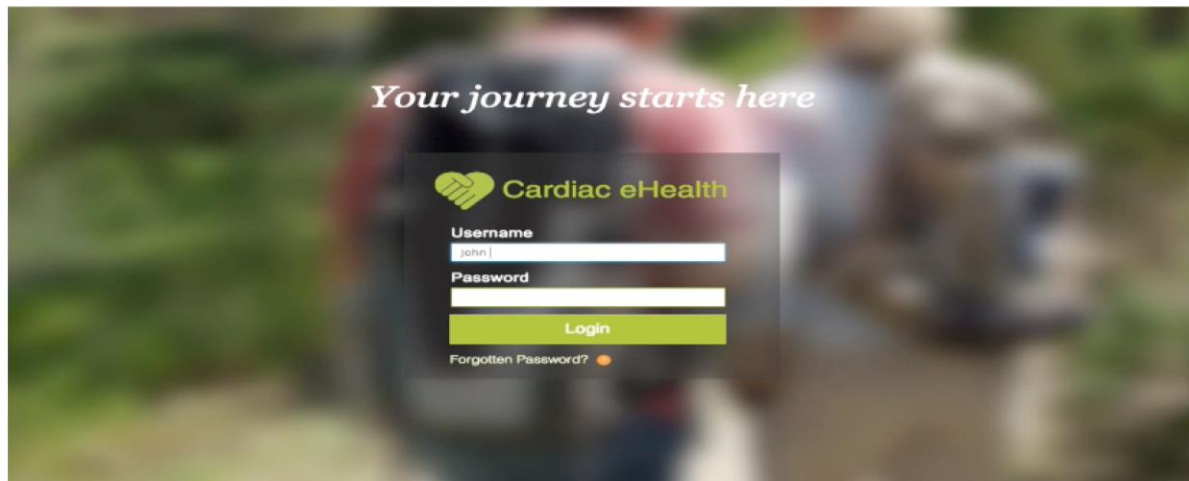 Your journey starts here
Cardiac eHealth
Username
john
Password
Login
Forgotten Password?